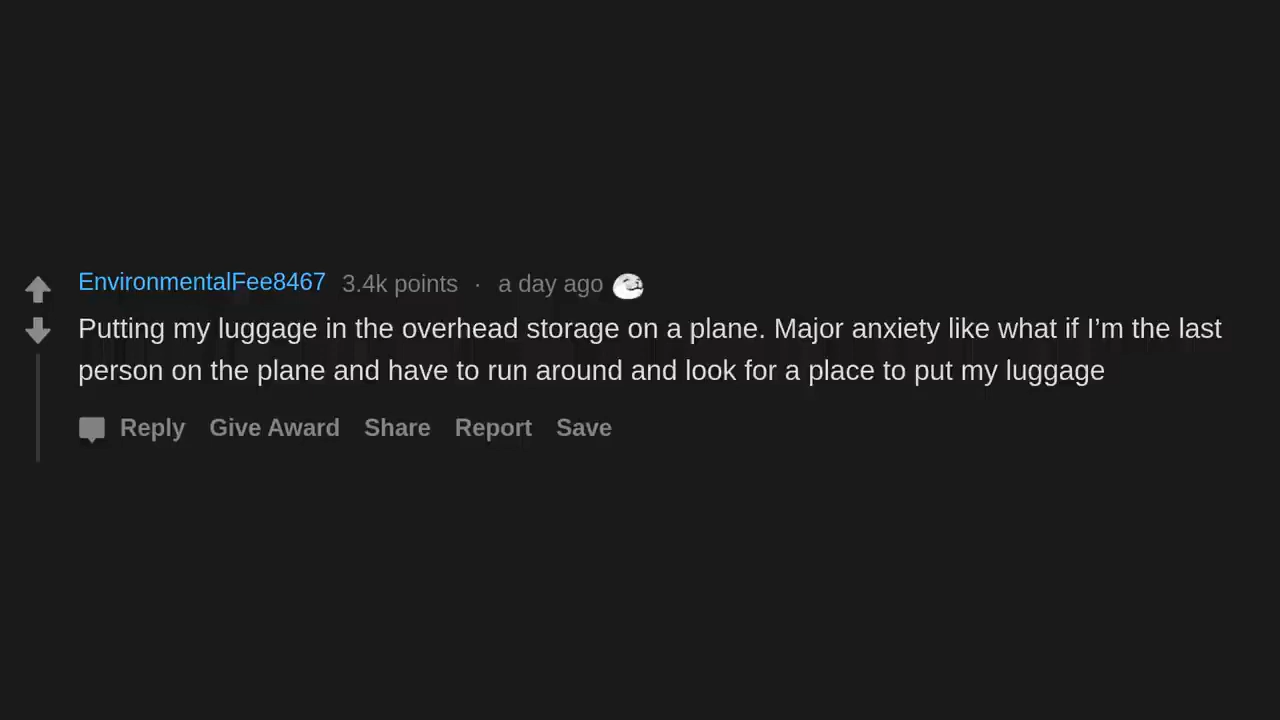 EnvironmentalFee8467 3.4k points · a day ago
Putting my luggage in the overhead storage on a plane. Major anxiety like what if I’m the last
person on the plane and have to run around and look for a place to put my luggage
Reply Give Award Share Report Save